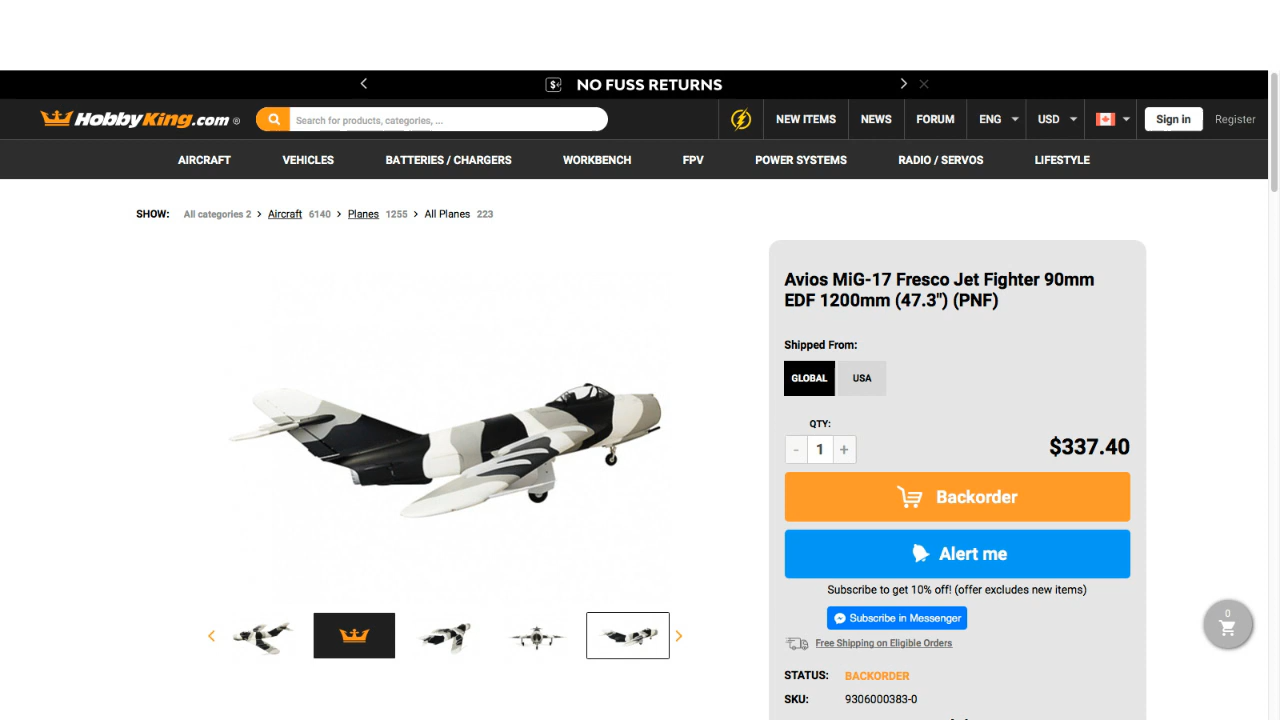 NO FUSS RETURNS
HobbyKing.com ®
Search for products, categories, ...
NEW ITEMS
NEWS
FORUM
ENG
USD
Sign in
Register
AIRCRAFT
VEHICLES
BATTERIES / CHARGERS
WORKBENCH
FPV
POWER SYSTEMS
RADIO / SERVOS
LIFESTYLE
SHOW: All categories 2 > Aircraft 6140 > Planes 1255 > All Planes 223
Avios MiG-17 Fresco Jet Fighter 90mm
EDF 1200mm (47.3") (PNF)
Shipped From:
GLOBAL
USA
QTY:
- 1 +
$337.40
Backorder
Alert me
Subscribe to get 10% off! (offer excludes new items)
Subscribe in Messenger
Free Shipping on Eligible Orders
0
STATUS: BACKORDER
SKU: 9306000383-0